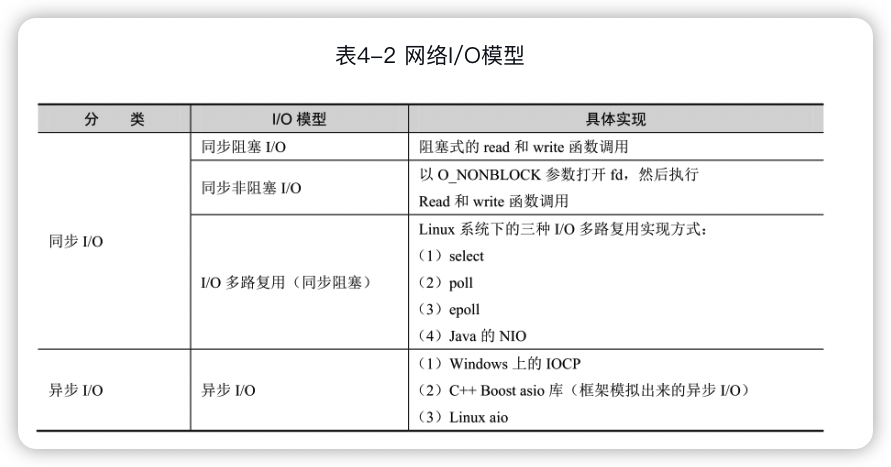 表4-2 网络I/O模型
分 类 I/O 模型 具体实现
同步 I/O
同步阻塞 I/O 阻塞式的 read 和 write 函数调用
同步非阻塞 I/O
以 O_NONBLOCK 参数打开 fd，然后执行
Read 和 write 函数调用
I/O 多路复用（同步阻塞）
Linux 系统下的三种 I/O 多路复用实现方式：
（1）select
（2）poll
（3）epoll
（4）Java 的 NIO
异步 I/O
异步 I/O
（1）Windows 上的 IOCP
（2）C++ Boost asio 库（框架模拟出来的异步 I/O）
（3）Linux aio